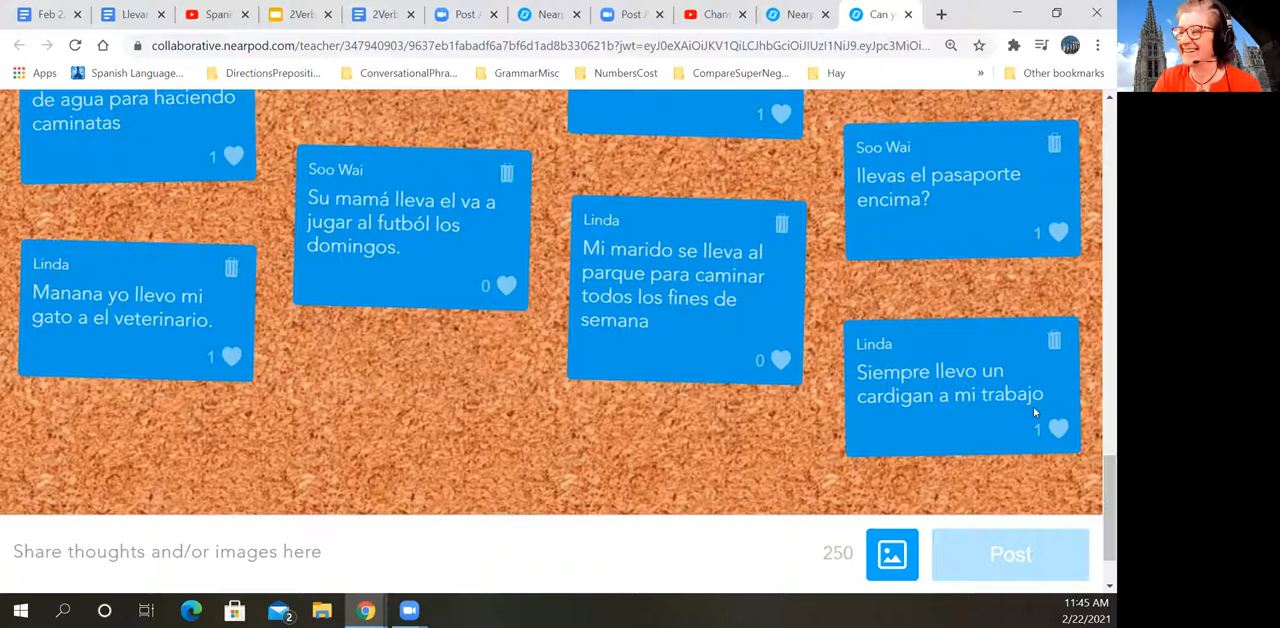 Feb 2
Llevar
Spani
2Verb
2Verb
Post A
Nearp
Post A
Chan
Nearp
Can y
collaborative.nearpod.com/teacher/347940903/9637eb1fabadf6a7bf6d1ad8b330621b?jwt=eyJ0eXAiOiJKV1QiLCJhbGciOiJIUzI1NiJ9.eyJpc3MiOi...
Apps
Spanish Language...
DirectionsPrepositi...
ConversationalPhra...
GrammarMisc
NumbersCost
CompareSuperNeg...
Hay
»
Other bookmarks
de agua para haciendo
caminatas
1
Linda
Manana yo llevo mi
gato a el veterinario.
1
Soo Wai
Su mamá lleva el va a
jugar al futból los
domingos.
0
1
Linda
Mi marido se lleva al
parque para caminar
todos los fines de
semana
0
Soo Wai
llevas el pasaporte
encima?
1
Linda
Siempre llevo un
cardigan a mi trabajo
1
Share thoughts and/or images here
250
Post
2
11:45 AM
2/22/2021